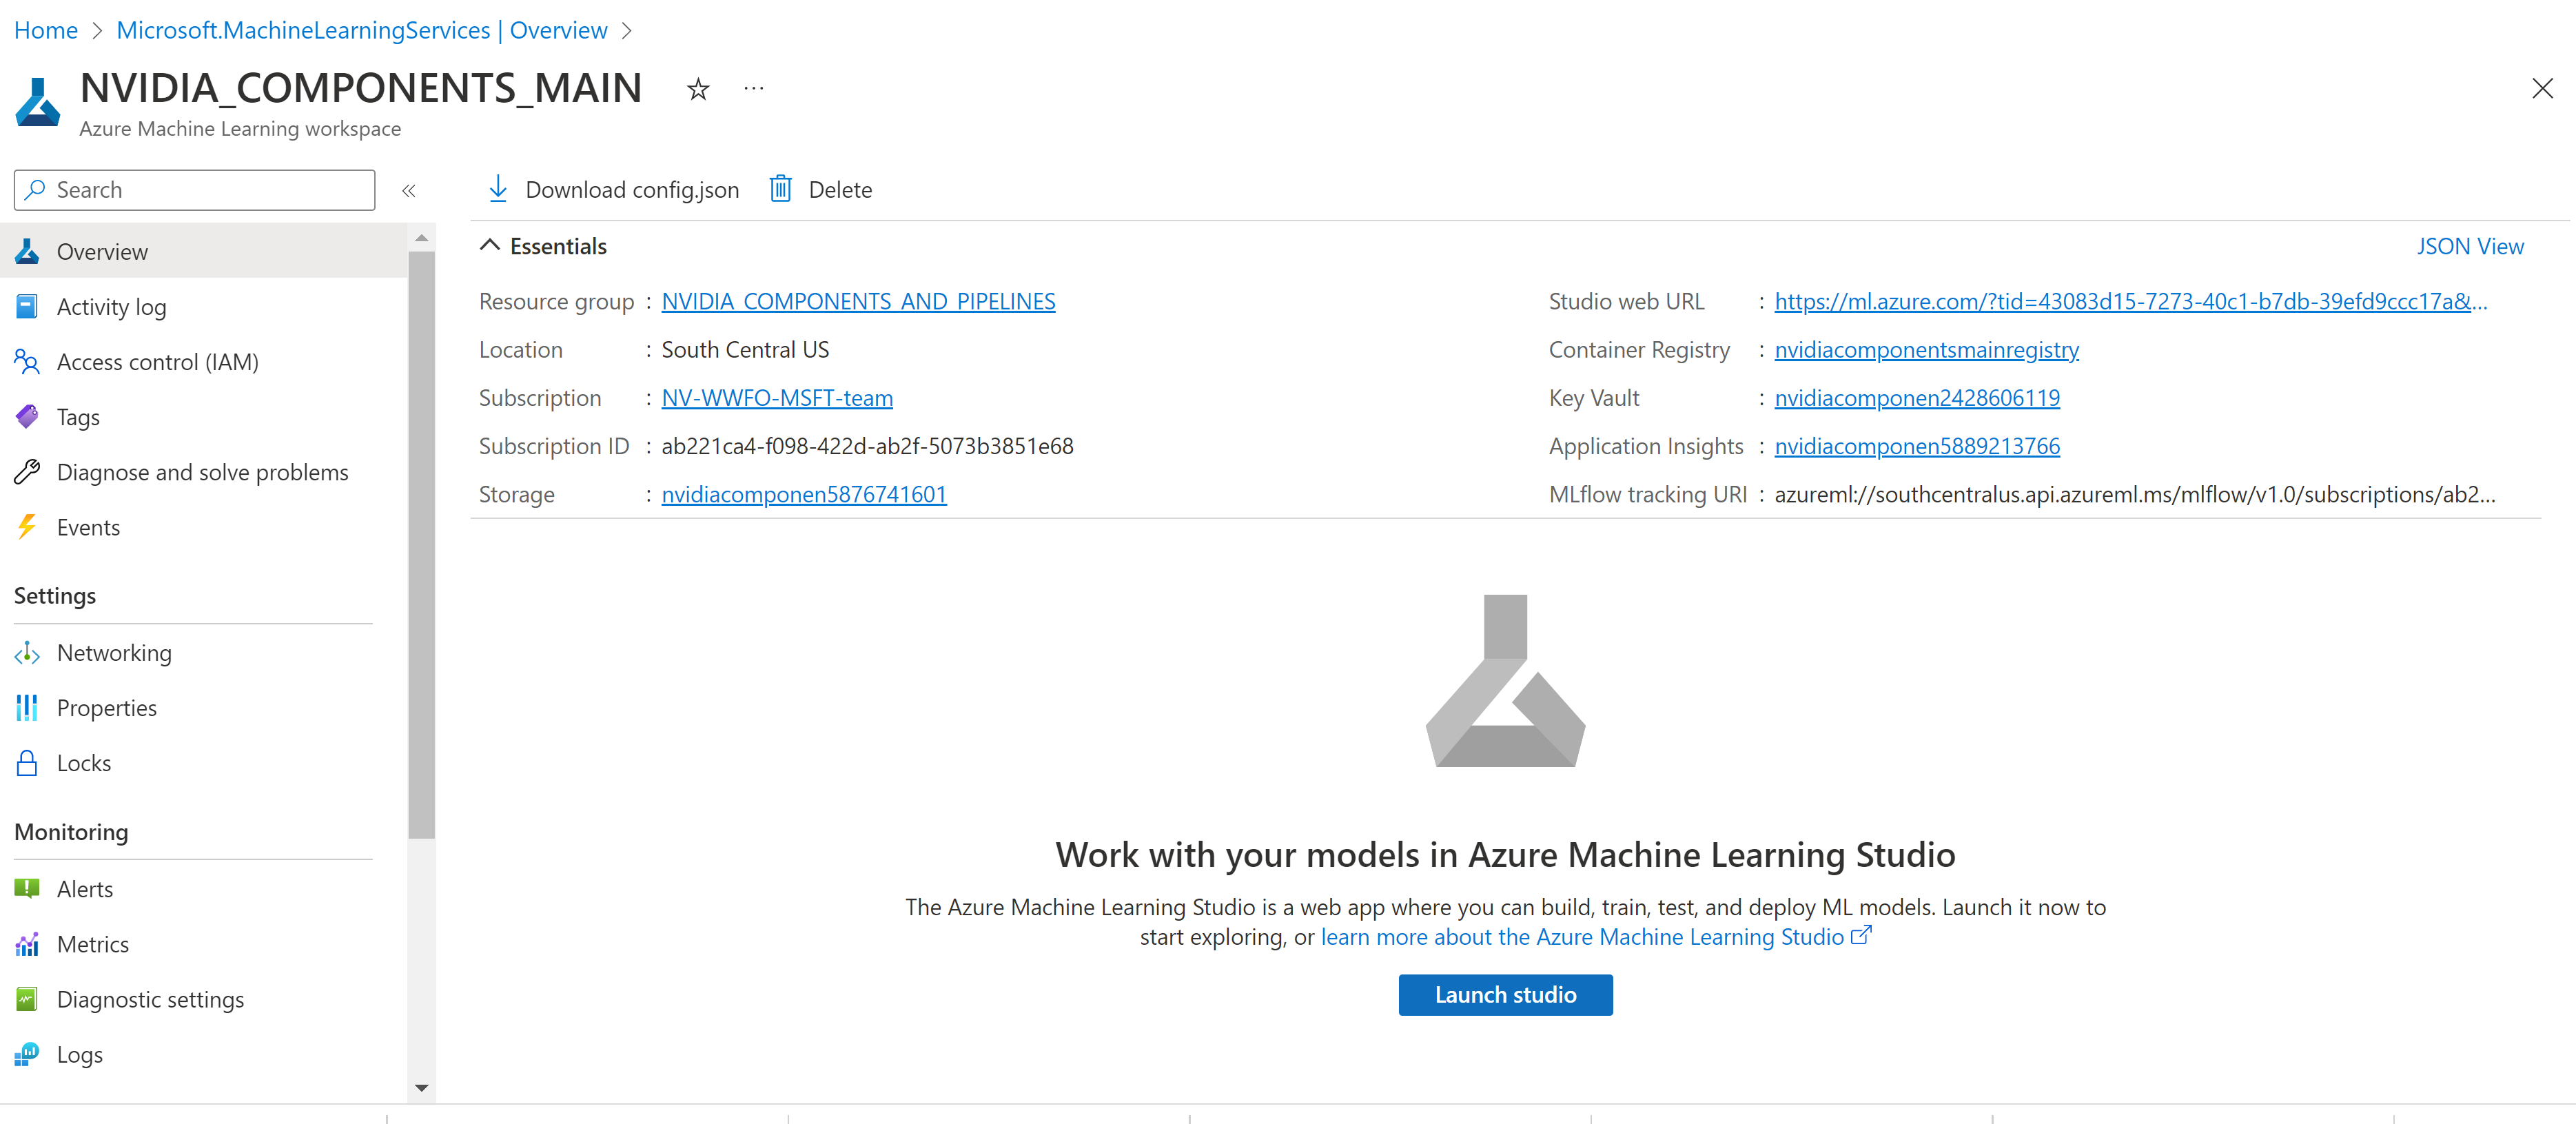 Home > Microsoft.MachineLearningServices | Overview >
NVIDIA_COMPONENTS_MAIN ☆ ...
Azure Machine Learning workspace
Search «
Download config.json Delete
Overview
Activity log
Access control (IAM)
Tags
Diagnose and solve problems
Events
Settings
Networking
Properties
Locks
Monitoring
Alerts
Metrics
Diagnostic settings
Logs
Essentials JSON View
Resource group : NVIDIA_COMPONENTS_AND_PIPELINES
Location : South Central US
Subscription : NV-WWFO-MSFT-team
Subscription ID : ab221ca4-f098-422d-ab2f-5073b3851e68
Storage : nvidiacomponen5876741601
Studio web URL : https://ml.azure.com/?tid=43083d15-7273-40c1-b7db-39efd9ccc17a&...
Container Registry : nvidiacomponentsmainregistry
Key Vault : nvidiacomponen2428606119
Application Insights : nvidiacomponen5889213766
MLflow tracking URI : azureml://southcentralus.api.azureml.ms/mlflow/v1.0/subscriptions/ab2...
Work with your models in Azure Machine Learning Studio
The Azure Machine Learning Studio is a web app where you can build, train, test, and deploy ML models. Launch it now to
start exploring, or learn more about the Azure Machine Learning Studio
Launch studio